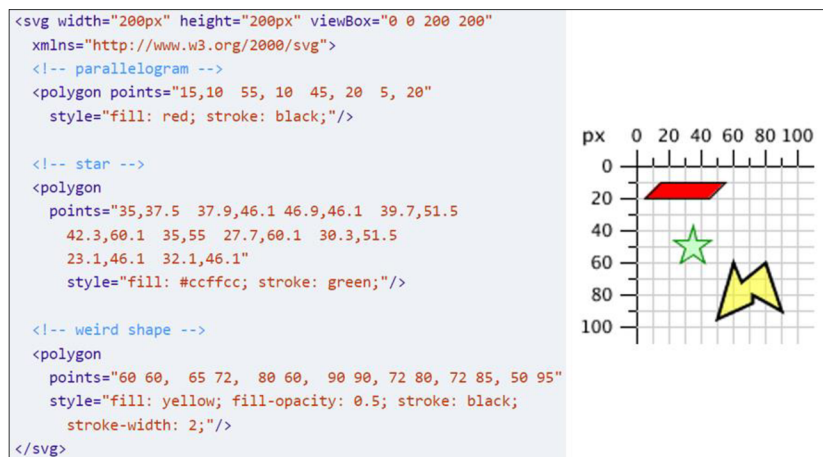 <svg width="200px" height="200px" viewBox="0 0 200 200"
xmlns="http://www.w3.org/2000/svg">
<!-- parallelogram -->
<polygon points="15,10  55, 10  45, 20  5, 20"
style="fill: red; stroke: black;"/>
<!-- star -->
<polygon
points="35,37.5  37.9,46.1 46.9,46.1  39.7,51.5
42.3,60.1  35,55  27.7,60.1  30.3,51.5
23.1,46.1  32.1,46.1"
style="fill: #ccffcc; stroke: green;"/>
<!-- weird shape -->
<polygon
points="60 60,  65 72,  80 60,  90 90, 72 80, 72 85, 50 95"
style="fill: yellow; fill-opacity: 0.5; stroke: black;
stroke-width: 2;"/>
</svg>
px 0 20 40 60 80 100
0
20
40
60
80
100